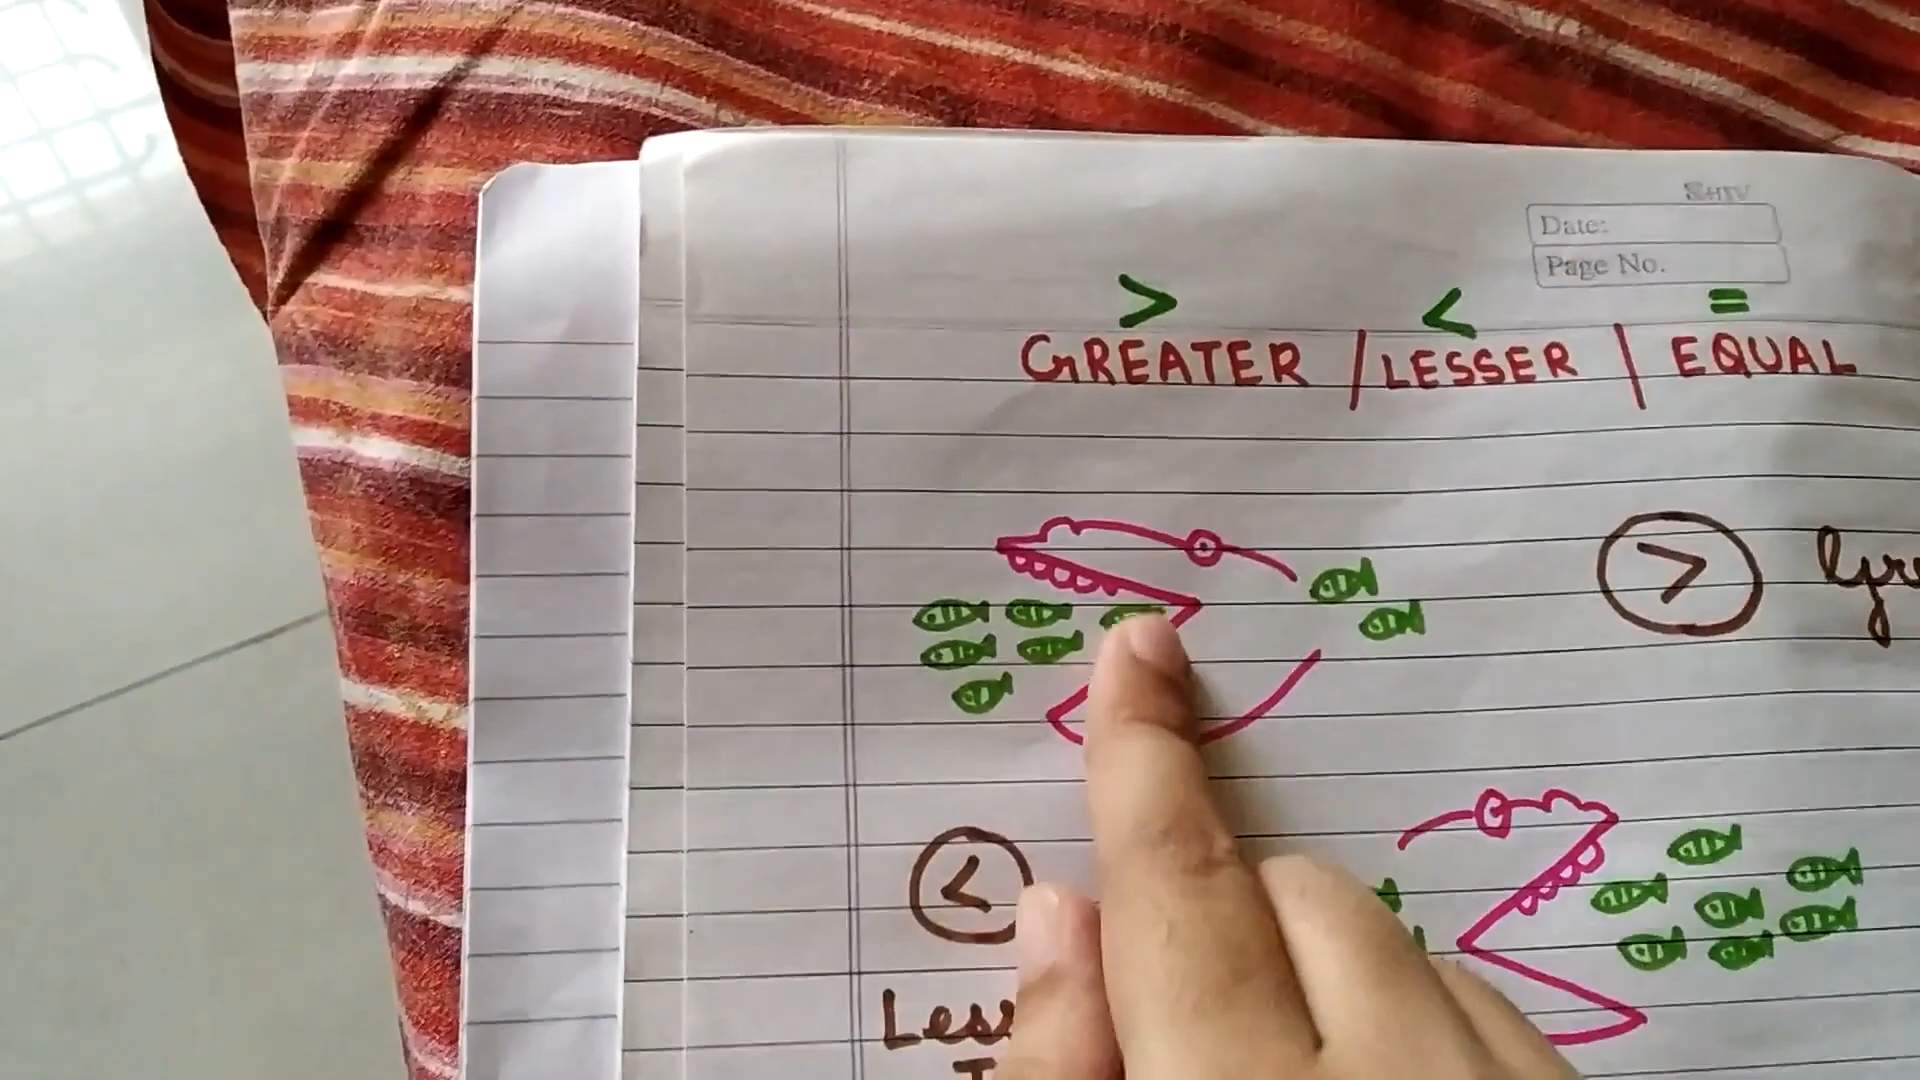 SHIV
Date:
Page No.
> < =
GREATER / LESSER | EQUAL
>
<